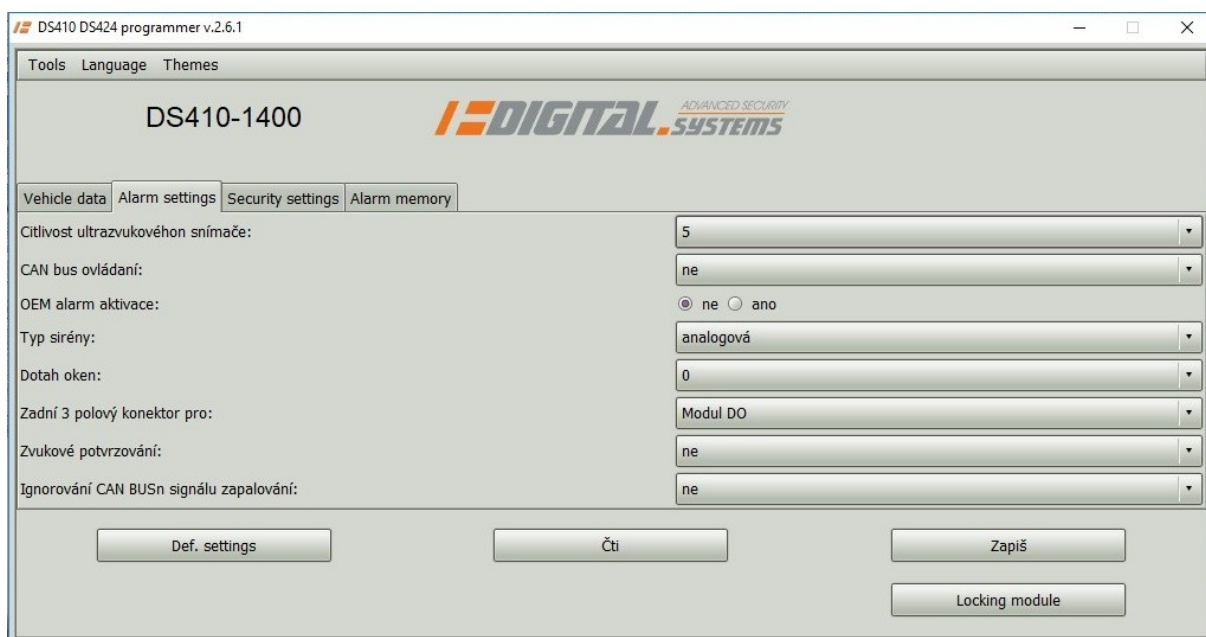 DS410 DS424 programmer v.2.6.1
Tools Language Themes
DS410-1400
DIGITAL.SYSTEMS ADVANCED SECURITY
Vehicle data Alarm settings Security settings Alarm memory
Citlivost ultrazvukovéhon snímače: 5
CAN bus ovládaní: ne
OEM alarm aktivace: ne ano
Typ sirény: analogová
Dotah oken: 0
Zadní 3 polový konektor pro: Modul DO
Zvukové potvrzování: ne
Ignorování CAN BUSn signálu zapalování: ne
Def. settings Čti Zapiš
Locking module